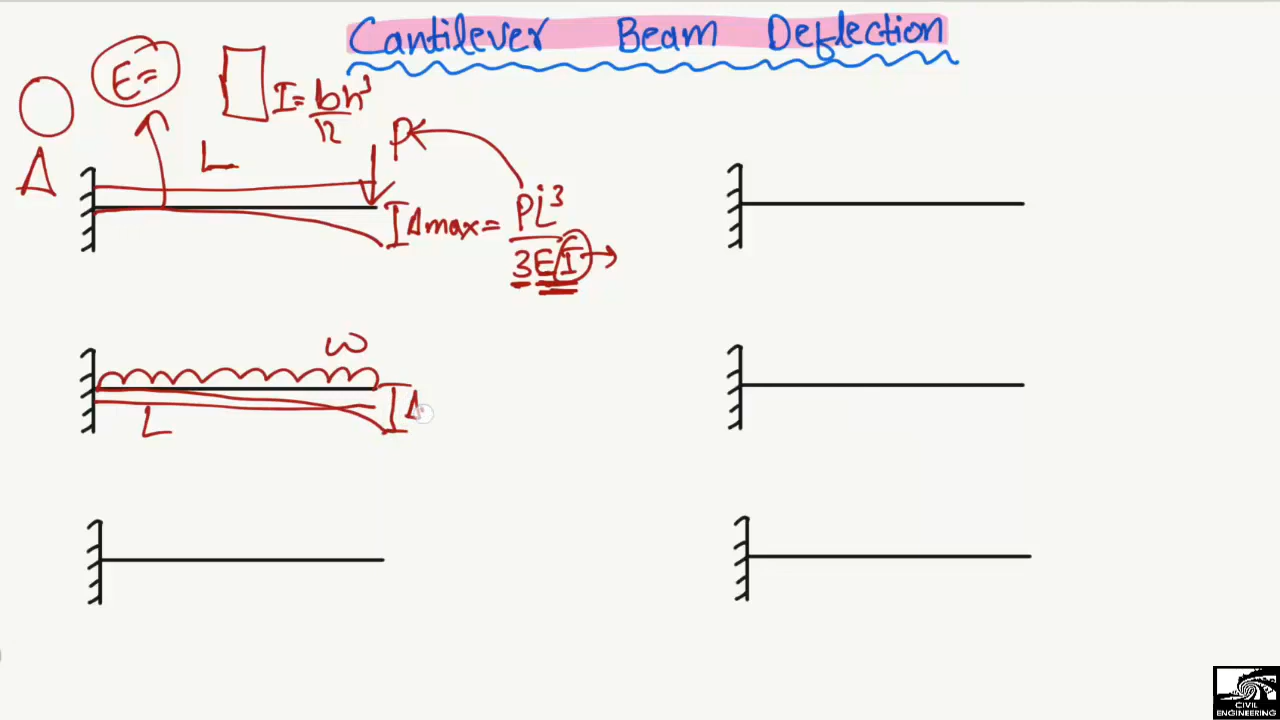 Cantilever Beam Deflection
E=
I = bh³/12
L
P
Δmax = PL³/3EI
ω
L
Δ
CIVIL
ENGINEERING